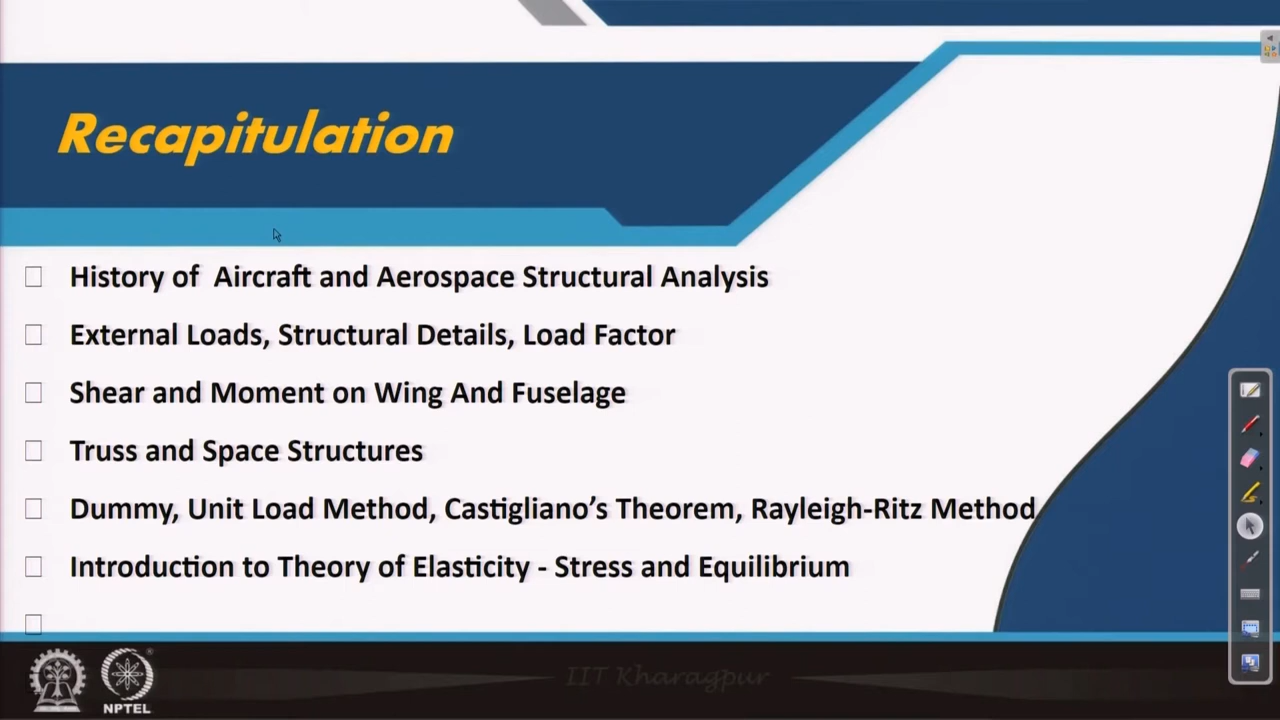 Recapitulation
History of Aircraft and Aerospace Structural Analysis
External Loads, Structural Details, Load Factor
Shear and Moment on Wing And Fuselage
Truss and Space Structures
Dummy, Unit Load Method, Castigliano’s Theorem, Rayleigh-Ritz Method
Introduction to Theory of Elasticity - Stress and Equilibrium
IIT Kharagpur
NPTEL